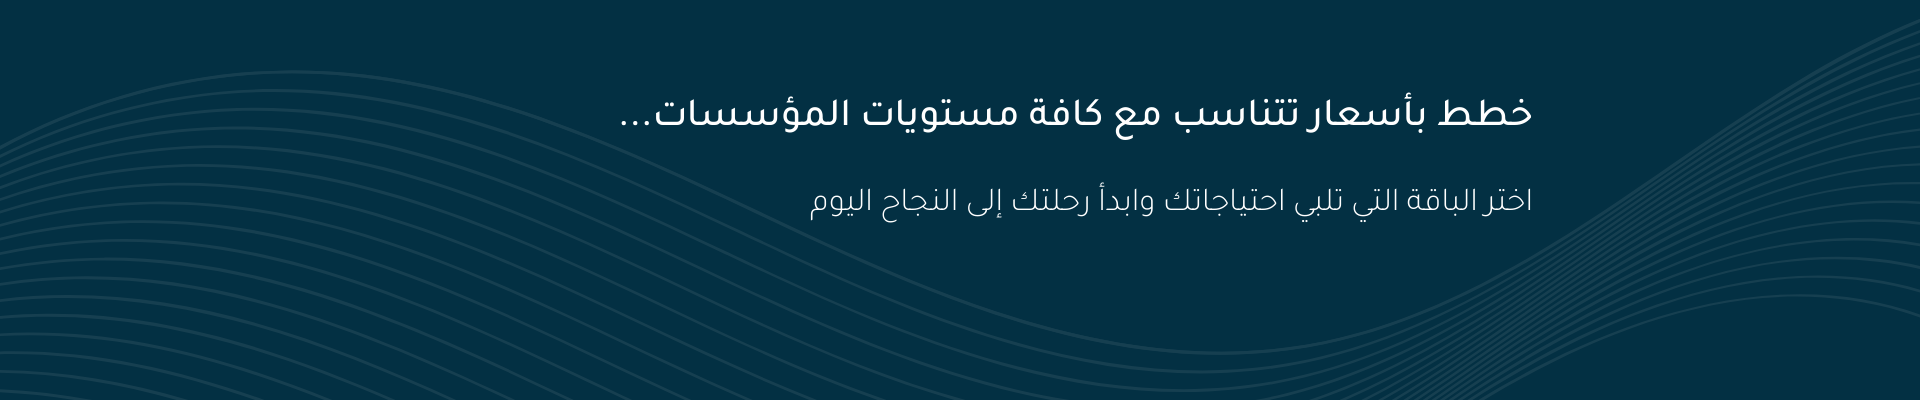 خطط بأسعار تتناسب مع كافة مستويات المؤسسات...
اختر الباقة التي تلبي احتياجاتك وابدأ رحلتك إلى النجاح اليوم